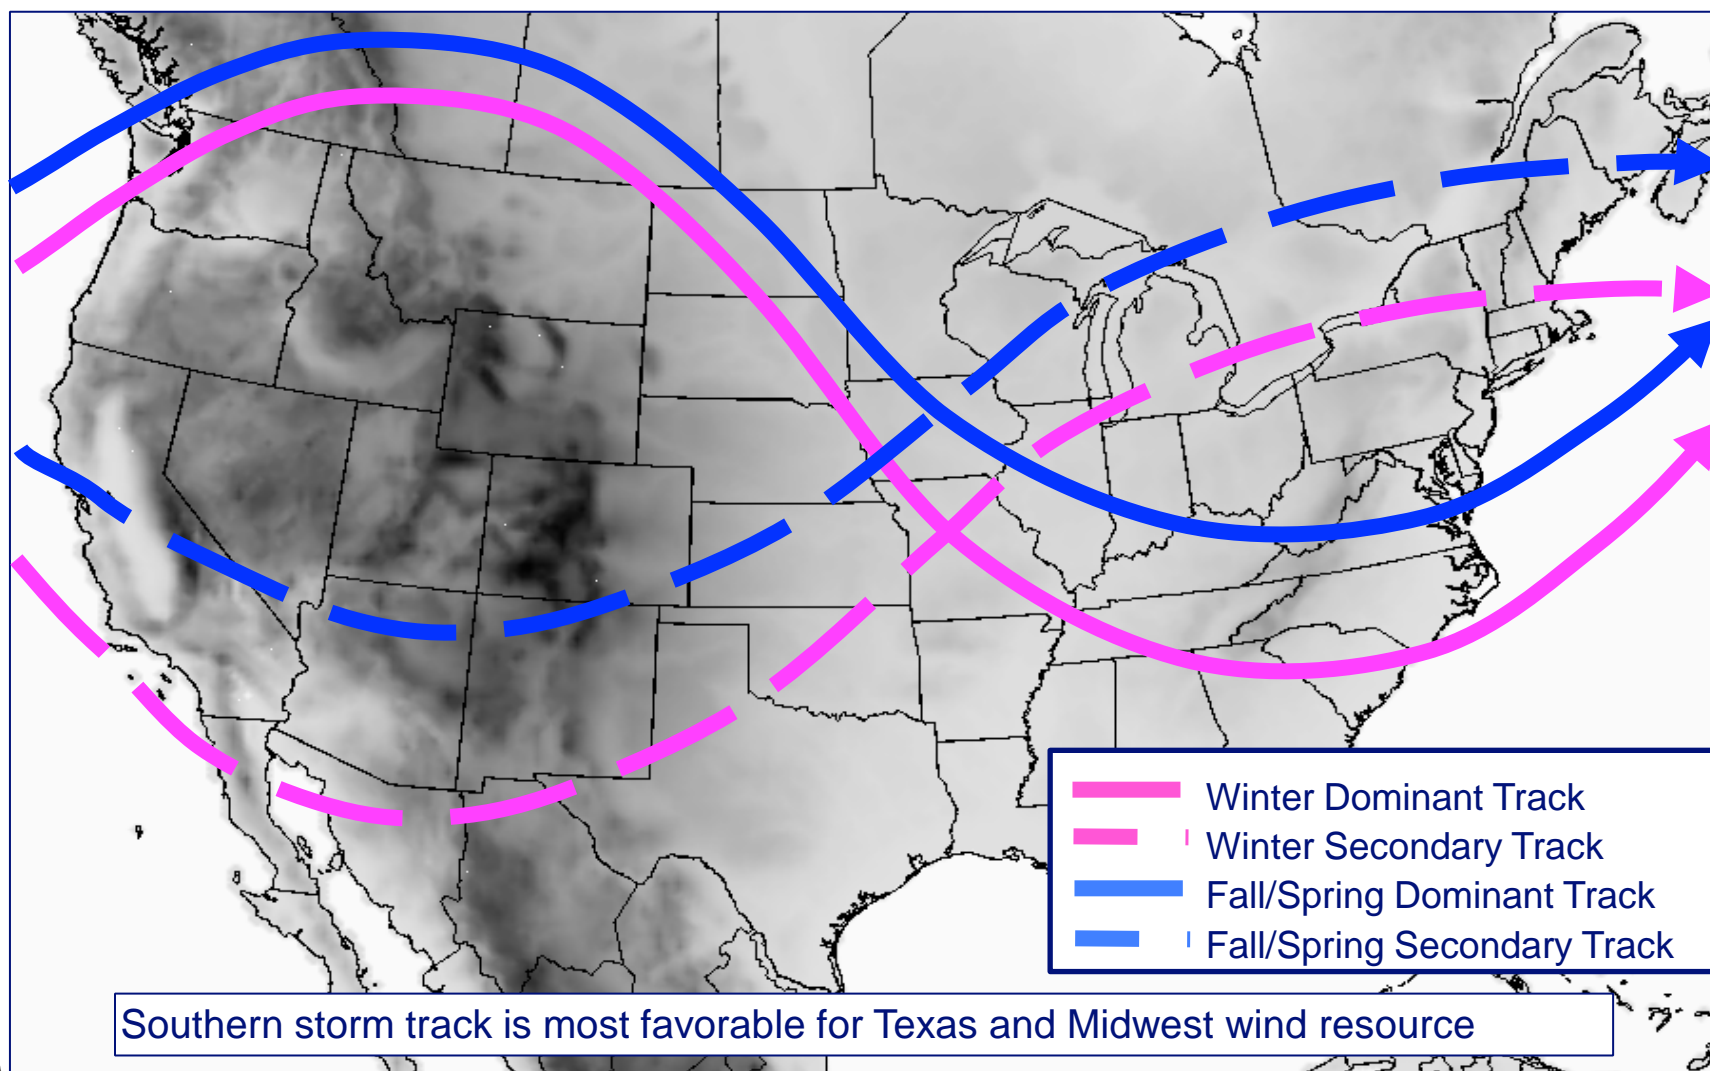 Winter Dominant Track
Winter Secondary Track
Fall/Spring Dominant Track
Fall/Spring Secondary Track
Southern storm track is most favorable for Texas and Midwest wind resource